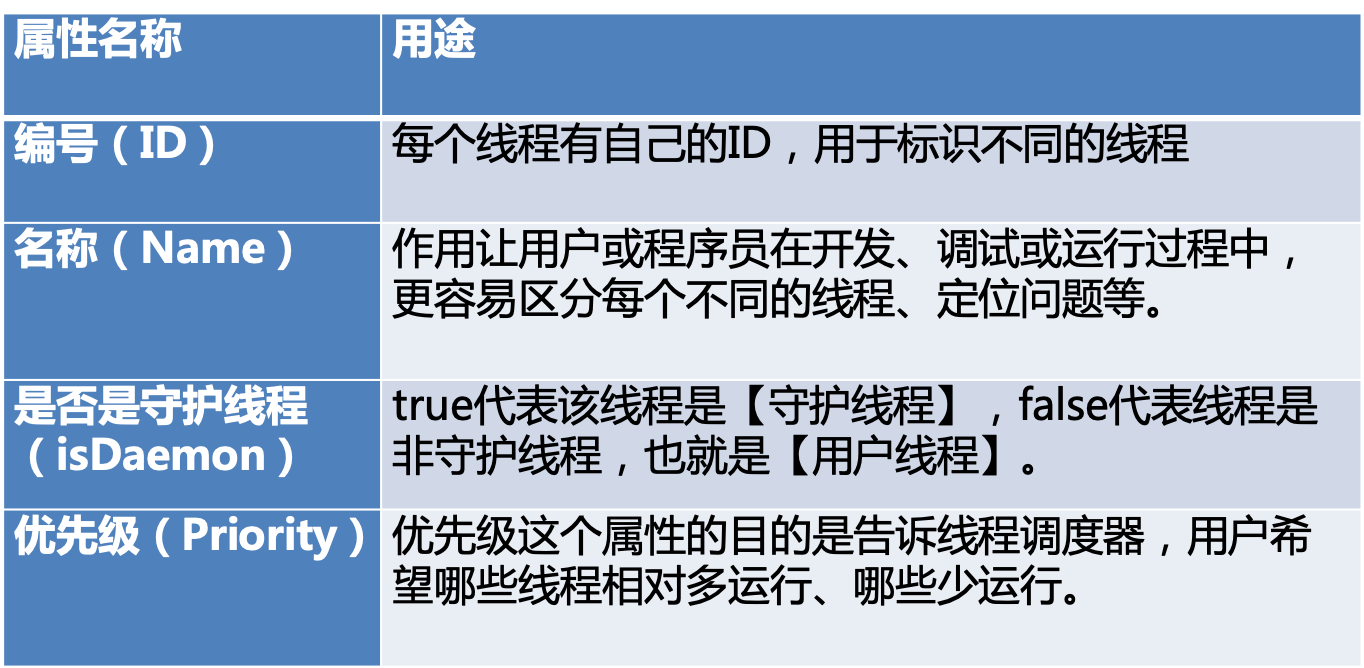 属性名称
用途
编号（ID）
每个线程有自己的ID，用于标识不同的线程
名称（Name）
作用让用户或程序员在开发、调试或运行过程中，
更容易区分每个不同的线程、定位问题等。
是否是守护线程
（isDaemon）
true代表该线程是【守护线程】，false代表线程是
非守护线程，也就是【用户线程】。
优先级（Priority）
优先级这个属性的目的是告诉线程调度器，用户希
望哪些线程相对多运行、哪些少运行。